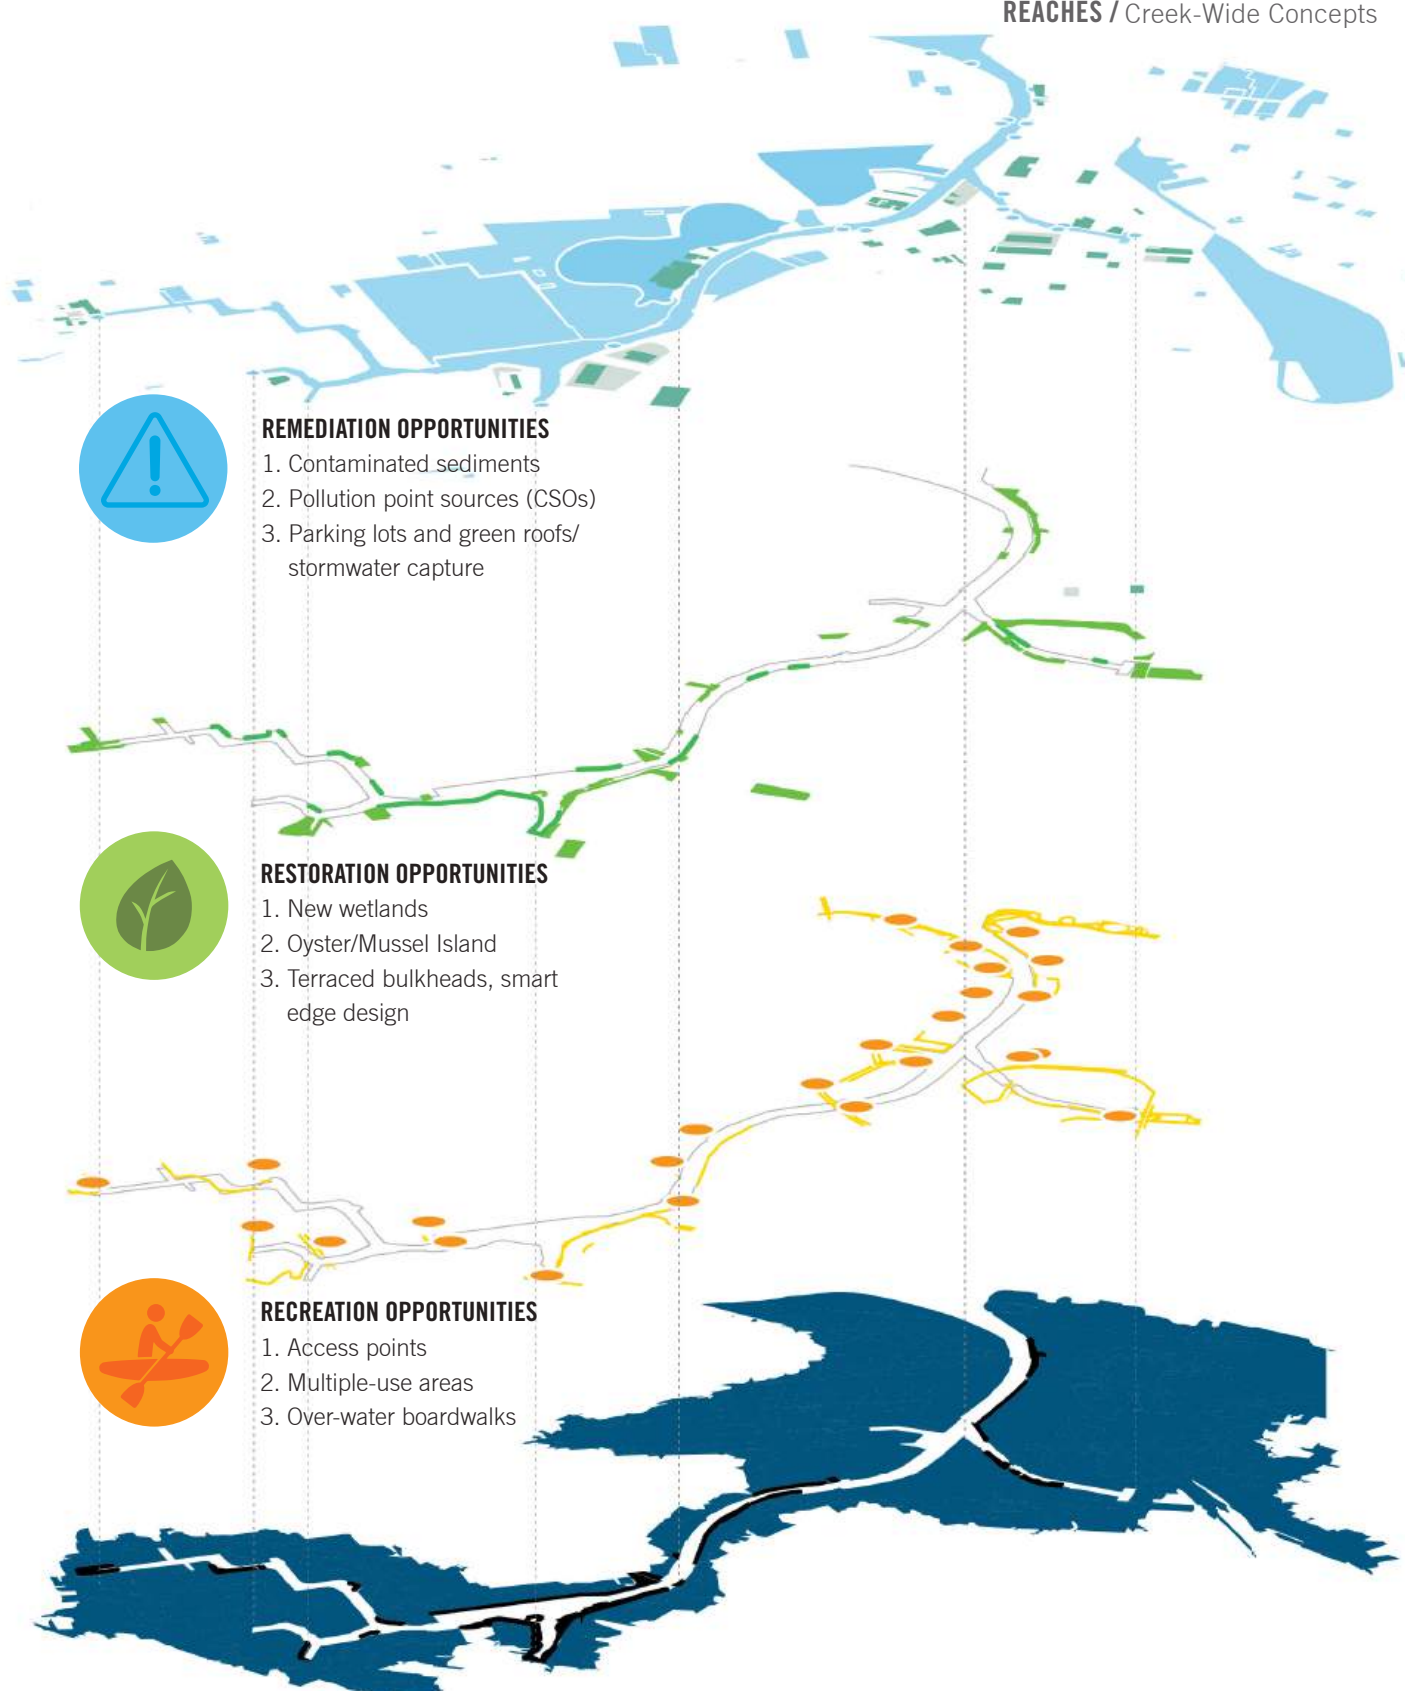 REACHES / Creek-Wide Concepts
REMEDIATION OPPORTUNITIES
1. Contaminated sediments
2. Pollution point sources (CSOs)
3. Parking lots and green roofs/
stormwater capture
RESTORATION OPPORTUNITIES
1. New wetlands
2. Oyster/Mussel Island
3. Terraced bulkheads, smart
edge design
RECREATION OPPORTUNITIES
1. Access points
2. Multiple-use areas
3. Over-water boardwalks